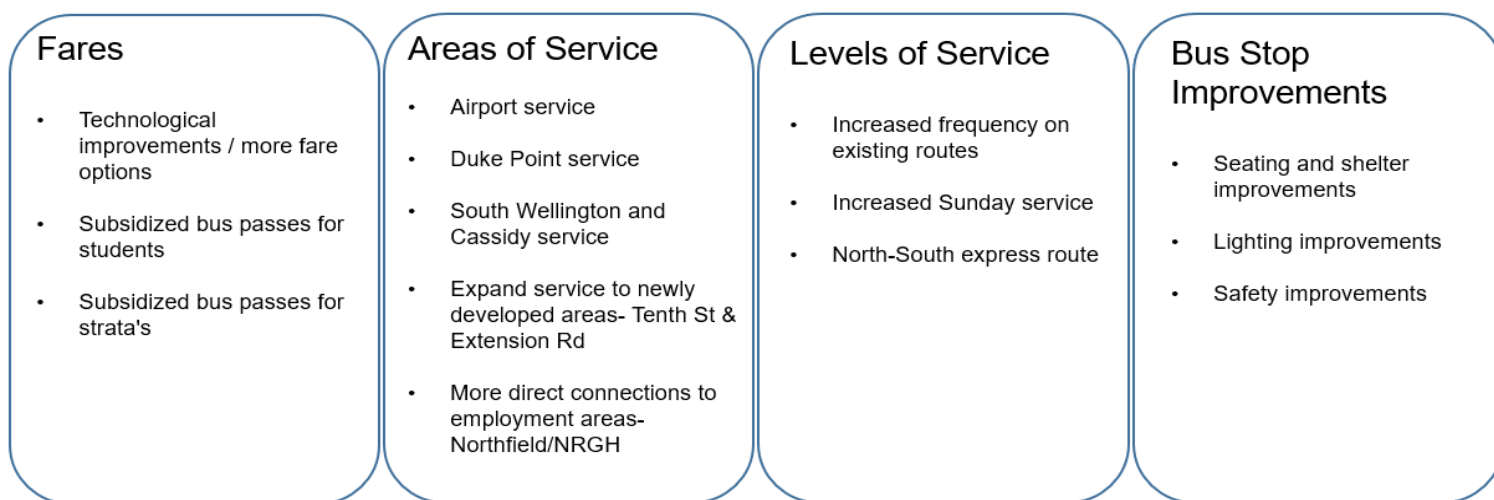 Fares
• Technological
improvements / more fare
options
• Subsidized bus passes for
students
• Subsidized bus passes for
strata's
Areas of Service
• Airport service
• Duke Point service
• South Wellington and
Cassidy service
• Expand service to newly
developed areas- Tenth St &
Extension Rd
• More direct connections to
employment areas-
Northfield/NRGH
Levels of Service
• Increased frequency on
existing routes
• Increased Sunday service
• North-South express route
Bus Stop
Improvements
• Seating and shelter
improvements
• Lighting improvements
• Safety improvements